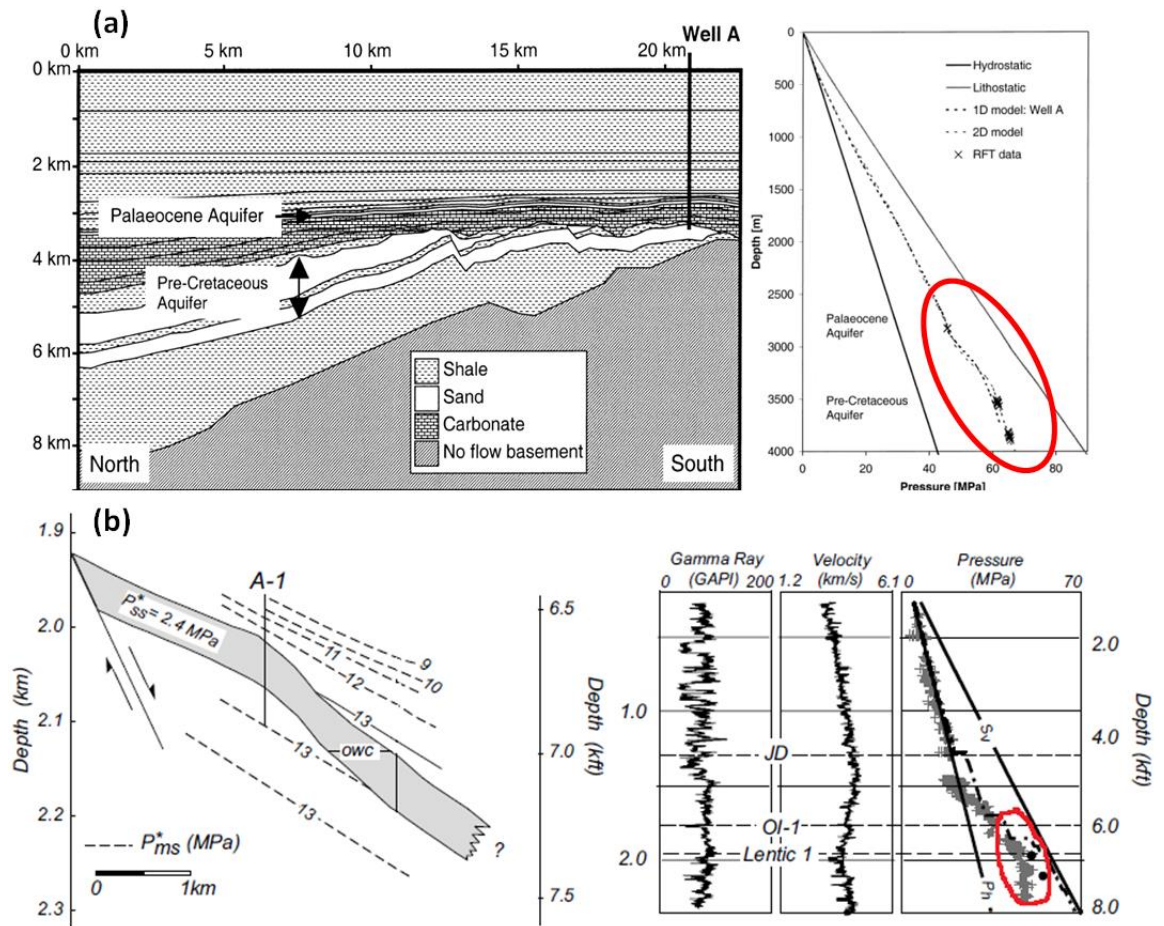 (a)
0 km
5 km
10 km
15 km
20 km
Well A
0 km
2 km
4 km
6 km
8 km
Palaeocene Aquifer
Pre-Cretaceous
Aquifer
Shale
Sand
Carbonate
No flow basement
North
South
0
500
1000
1500
2000
2500
3000
3500
4000
Depth [m]
Hydrostatic
Lithostatic
1D model: Well A
2D model
RFT data
Palaeocene
Aquifer
Pre-Cretaceous
Aquifer
0 20 40 60 80
Pressure [MPa]
(b)
1.9
2.0
2.1
2.2
2.3
Depth (km)
A-1
P*ss= 2.4 MPa
9
10
11
12
13
13
13
owc
?
P*ms (MPa)
0 1km
6.5
7.0
7.5
Depth (kft)
Gamma Ray
(GAPI)
0 200
Velocity
(km/s)
1.2 6.1
Pressure
(MPa)
0 70
1.0
2.0
JD
OI-1
Lentic 1
Sv
Ph
2.0
4.0
6.0
8.0
Depth (kft)